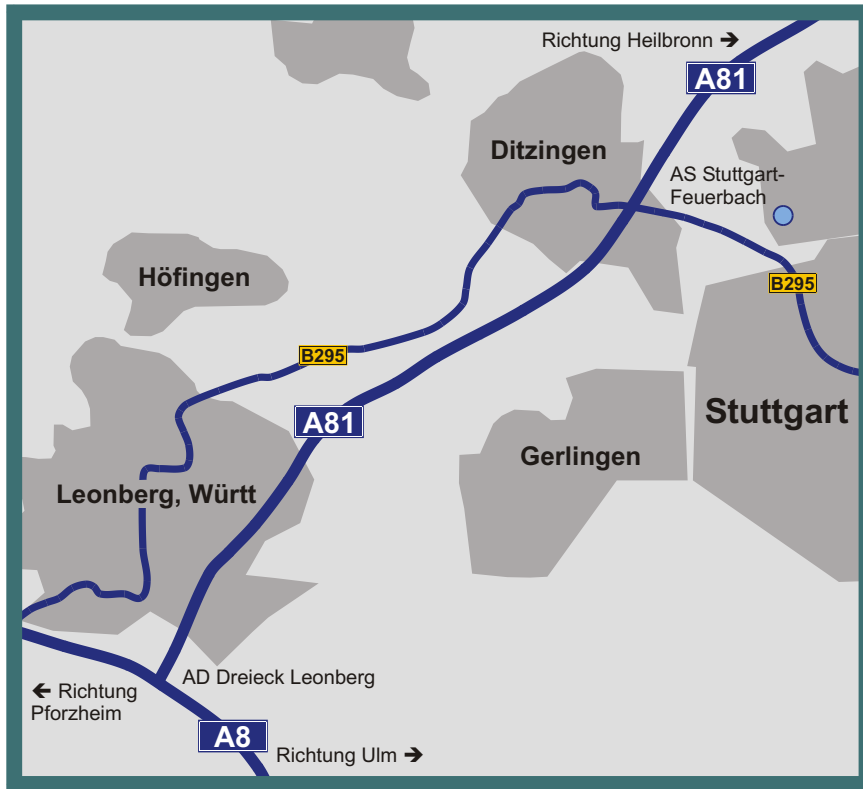 Richtung Heilbronn →
A81
Ditzingen
AS Stuttgart-
Feuerbach
Höfingen
B295
B295
A81
Stuttgart
Gerlingen
Leonberg, Württ
AD Dreieck Leonberg
← Richtung
Pforzheim
A8
Richtung Ulm →